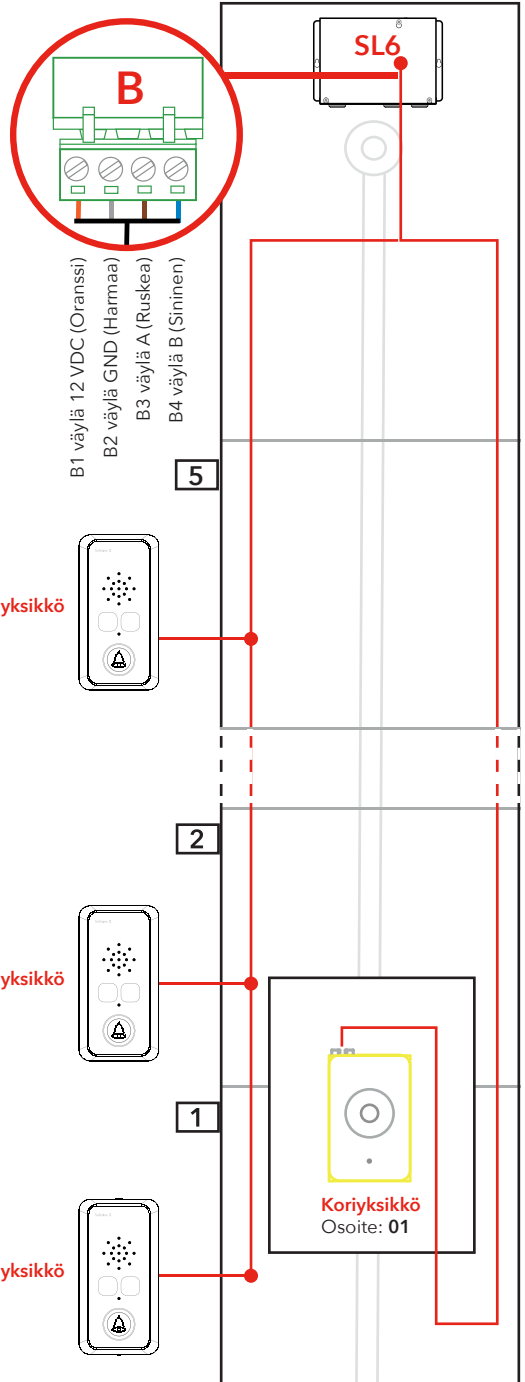 SL6
B
B1 väylä 12 VDC (Oranssi)
B2 väylä GND (Harmaa)
B3 väylä A (Ruskea)
B4 väylä B (Sininen)
5
yksikkö
2
yksikkö
1
Koriyksikkö
Osoite: 01
yksikkö